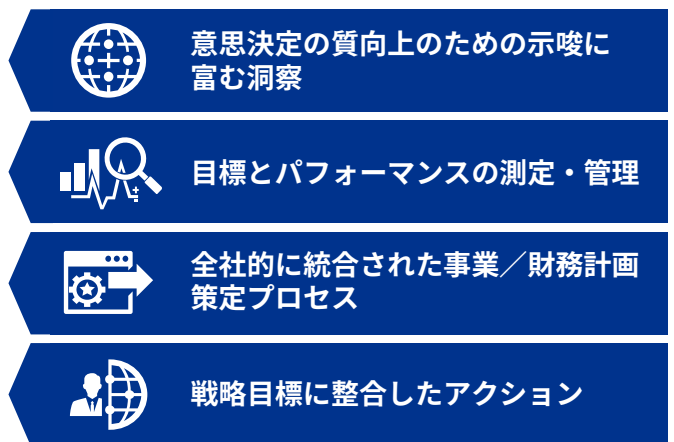 意思決定の質向上のための示唆に
富む洞察
目標とパフォーマンスの測定・管理
全社的に統合された事業／財務計画
策定プロセス
戦略目標に整合したアクション